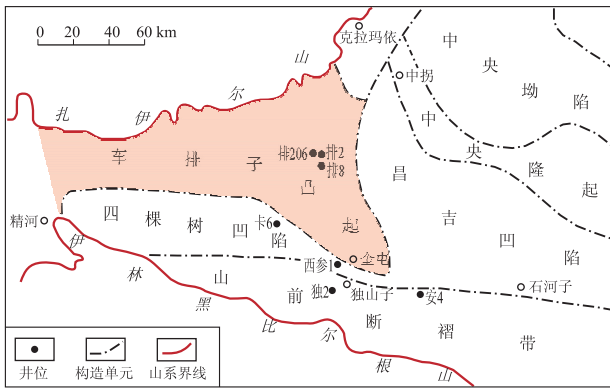 0 20 40 60 km
克拉玛依
扎伊尔山
中拐
中央坳陷
中央隆起
车排子凸起
排206
排2
排8
昌吉凹陷
精河
四棵树凹陷
卡6
西参1
奎屯
伊林黑比尔根山
山前断褶带
独2
独山子
安4
石河子
井位
构造单元
山系界线